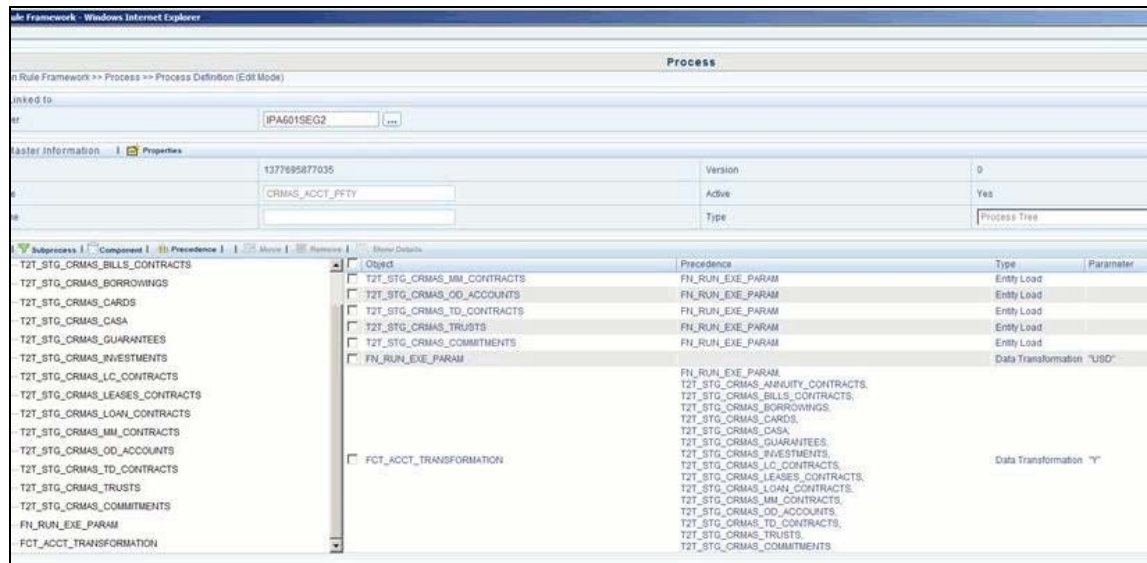 ule Framework - Windows Internet Explorer
Process
n Rule Framework >> Process >> Process Definition (Edit Mode)
Linked to
er
IPA601SEG2
...
Master Information | Properties
1377695877035
Version
0
e
CRMAS_ACCT_PFTY
Active
Yes
Type
Process Tree
| Subprocess | Component | Precedence | | Move | Remove | Show Details
T2T_STG_CRMAS_BILLS_CONTRACTS
T2T_STG_CRMAS_BORROWINGS
T2T_STG_CRMAS_CARDS
T2T_STG_CRMAS_CASA
T2T_STG_CRMAS_GUARANTEES
T2T_STG_CRMAS_INVESTMENTS
T2T_STG_CRMAS_LC_CONTRACTS
T2T_STG_CRMAS_LEASES_CONTRACTS
T2T_STG_CRMAS_LOAN_CONTRACTS
T2T_STG_CRMAS_MM_CONTRACTS
T2T_STG_CRMAS_OD_ACCOUNTS
T2T_STG_CRMAS_TD_CONTRACTS
T2T_STG_CRMAS_TRUSTS
T2T_STG_CRMAS_COMMITMENTS
FN_RUN_EXE_PARAM
FCT_ACCT_TRANSFORMATION
Object Precedence Type Parameter
T2T_STG_CRMAS_MM_CONTRACTS FN_RUN_EXE_PARAM Entity Load
T2T_STG_CRMAS_OD_ACCOUNTS FN_RUN_EXE_PARAM Entity Load
T2T_STG_CRMAS_TD_CONTRACTS FN_RUN_EXE_PARAM Entity Load
T2T_STG_CRMAS_TRUSTS FN_RUN_EXE_PARAM Entity Load
T2T_STG_CRMAS_COMMITMENTS FN_RUN_EXE_PARAM Entity Load
FN_RUN_EXE_PARAM Data Transformation "USD"
FCT_ACCT_TRANSFORMATION
FN_RUN_EXE_PARAM,
T2T_STG_CRMAS_ANNUITY_CONTRACTS,
T2T_STG_CRMAS_BILLS_CONTRACTS,
T2T_STG_CRMAS_BORROWINGS,
T2T_STG_CRMAS_CARDS,
T2T_STG_CRMAS_CASA,
T2T_STG_CRMAS_GUARANTEES,
T2T_STG_CRMAS_INVESTMENTS,
T2T_STG_CRMAS_LC_CONTRACTS,
T2T_STG_CRMAS_LEASES_CONTRACTS,
T2T_STG_CRMAS_LOAN_CONTRACTS,
T2T_STG_CRMAS_MM_CONTRACTS,
T2T_STG_CRMAS_OD_ACCOUNTS,
T2T_STG_CRMAS_TD_CONTRACTS,
T2T_STG_CRMAS_TRUSTS,
T2T_STG_CRMAS_COMMITMENTS
Data Transformation "Y"